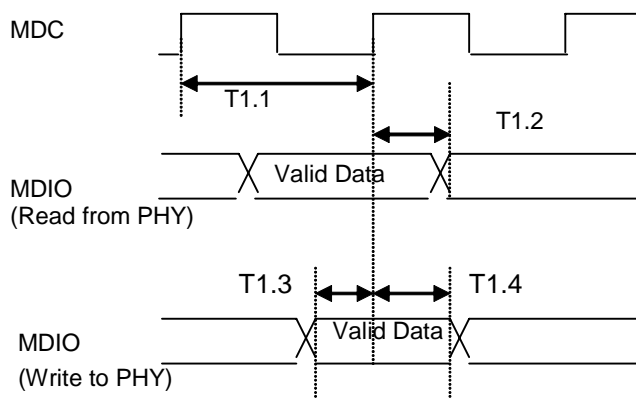 MDC
T1.1
T1.2
Valid Data
MDIO
(Read from PHY)
T1.3
T1.4
Valid Data
MDIO
(Write to PHY)